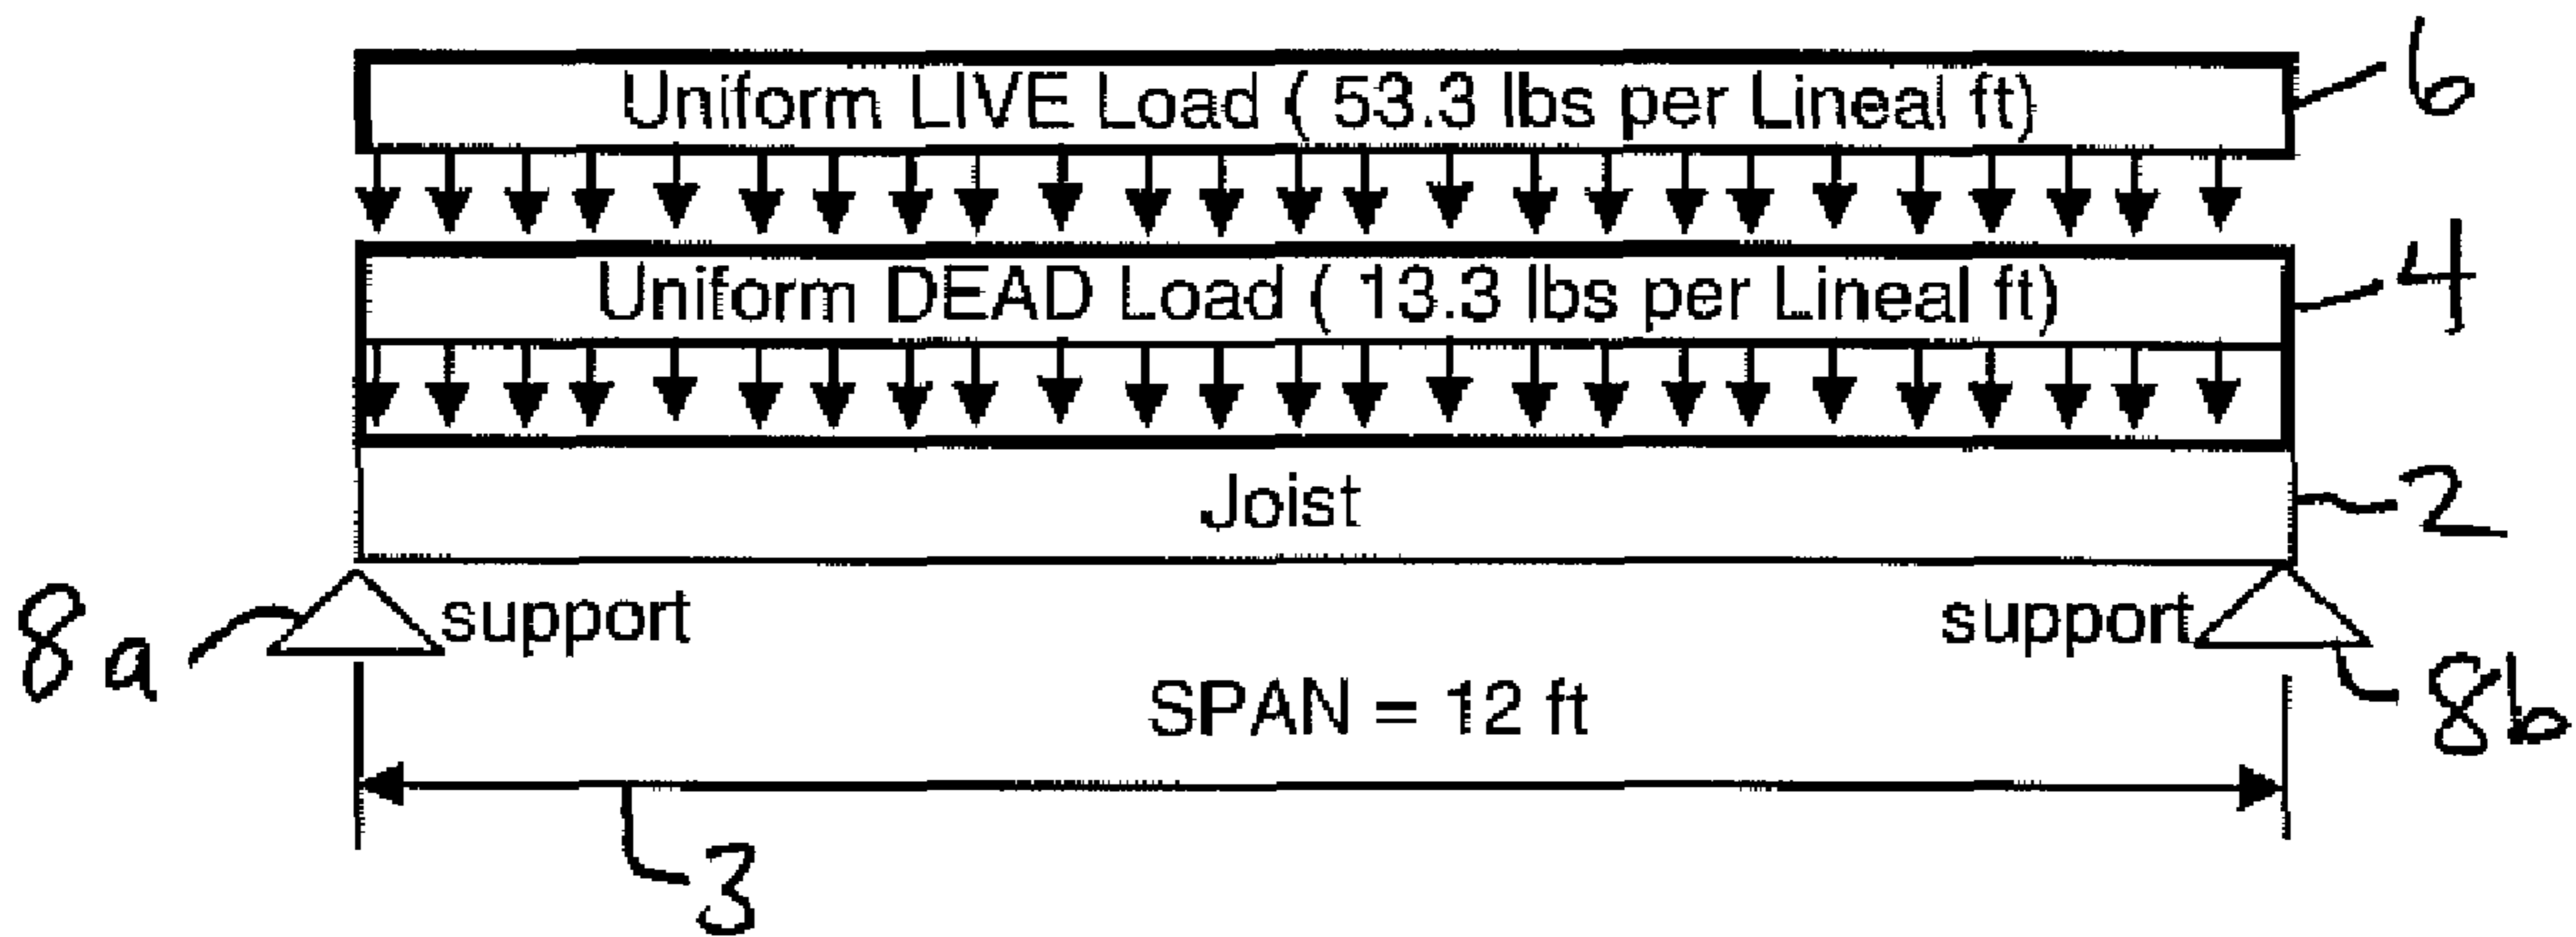 Uniform LIVE Load ( 53.3 lbs per Lineal ft)
6
Uniform DEAD Load ( 13.3 lbs per Lineal ft)
4
Joist
2
8a
support
support
8b
SPAN = 12 ft
3